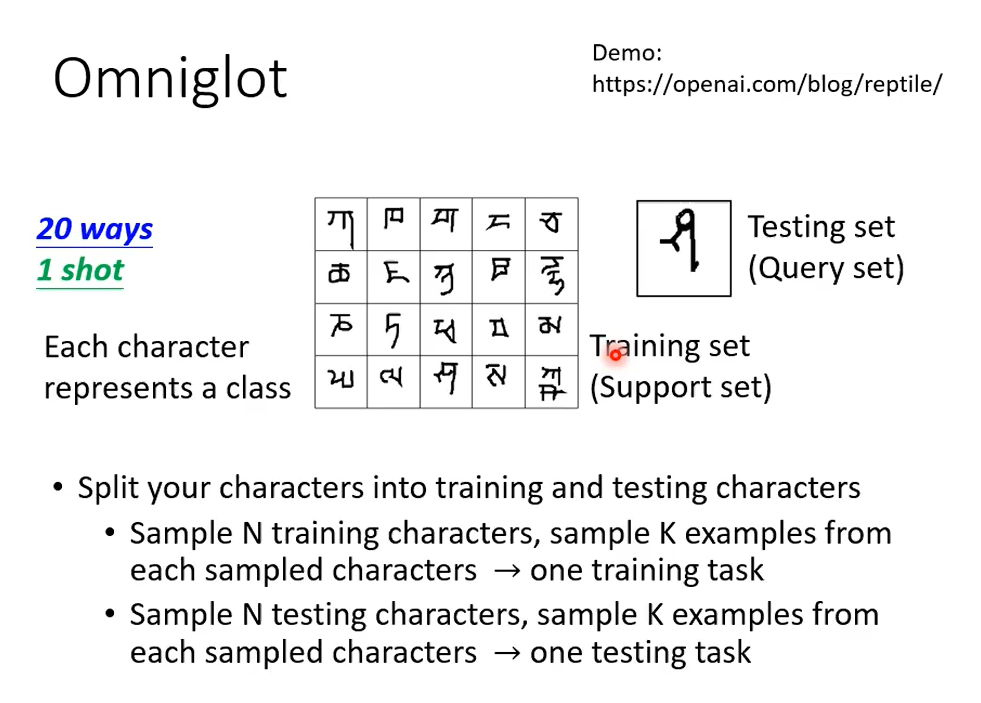 Omniglot
Demo:
https://openai.com/blog/reptile/
20 ways
1 shot
Each character
represents a class
Testing set
(Query set)
Training set
(Support set)
• Split your characters into training and testing characters
• Sample N training characters, sample K examples from
each sampled characters → one training task
• Sample N testing characters, sample K examples from
each sampled characters → one testing task